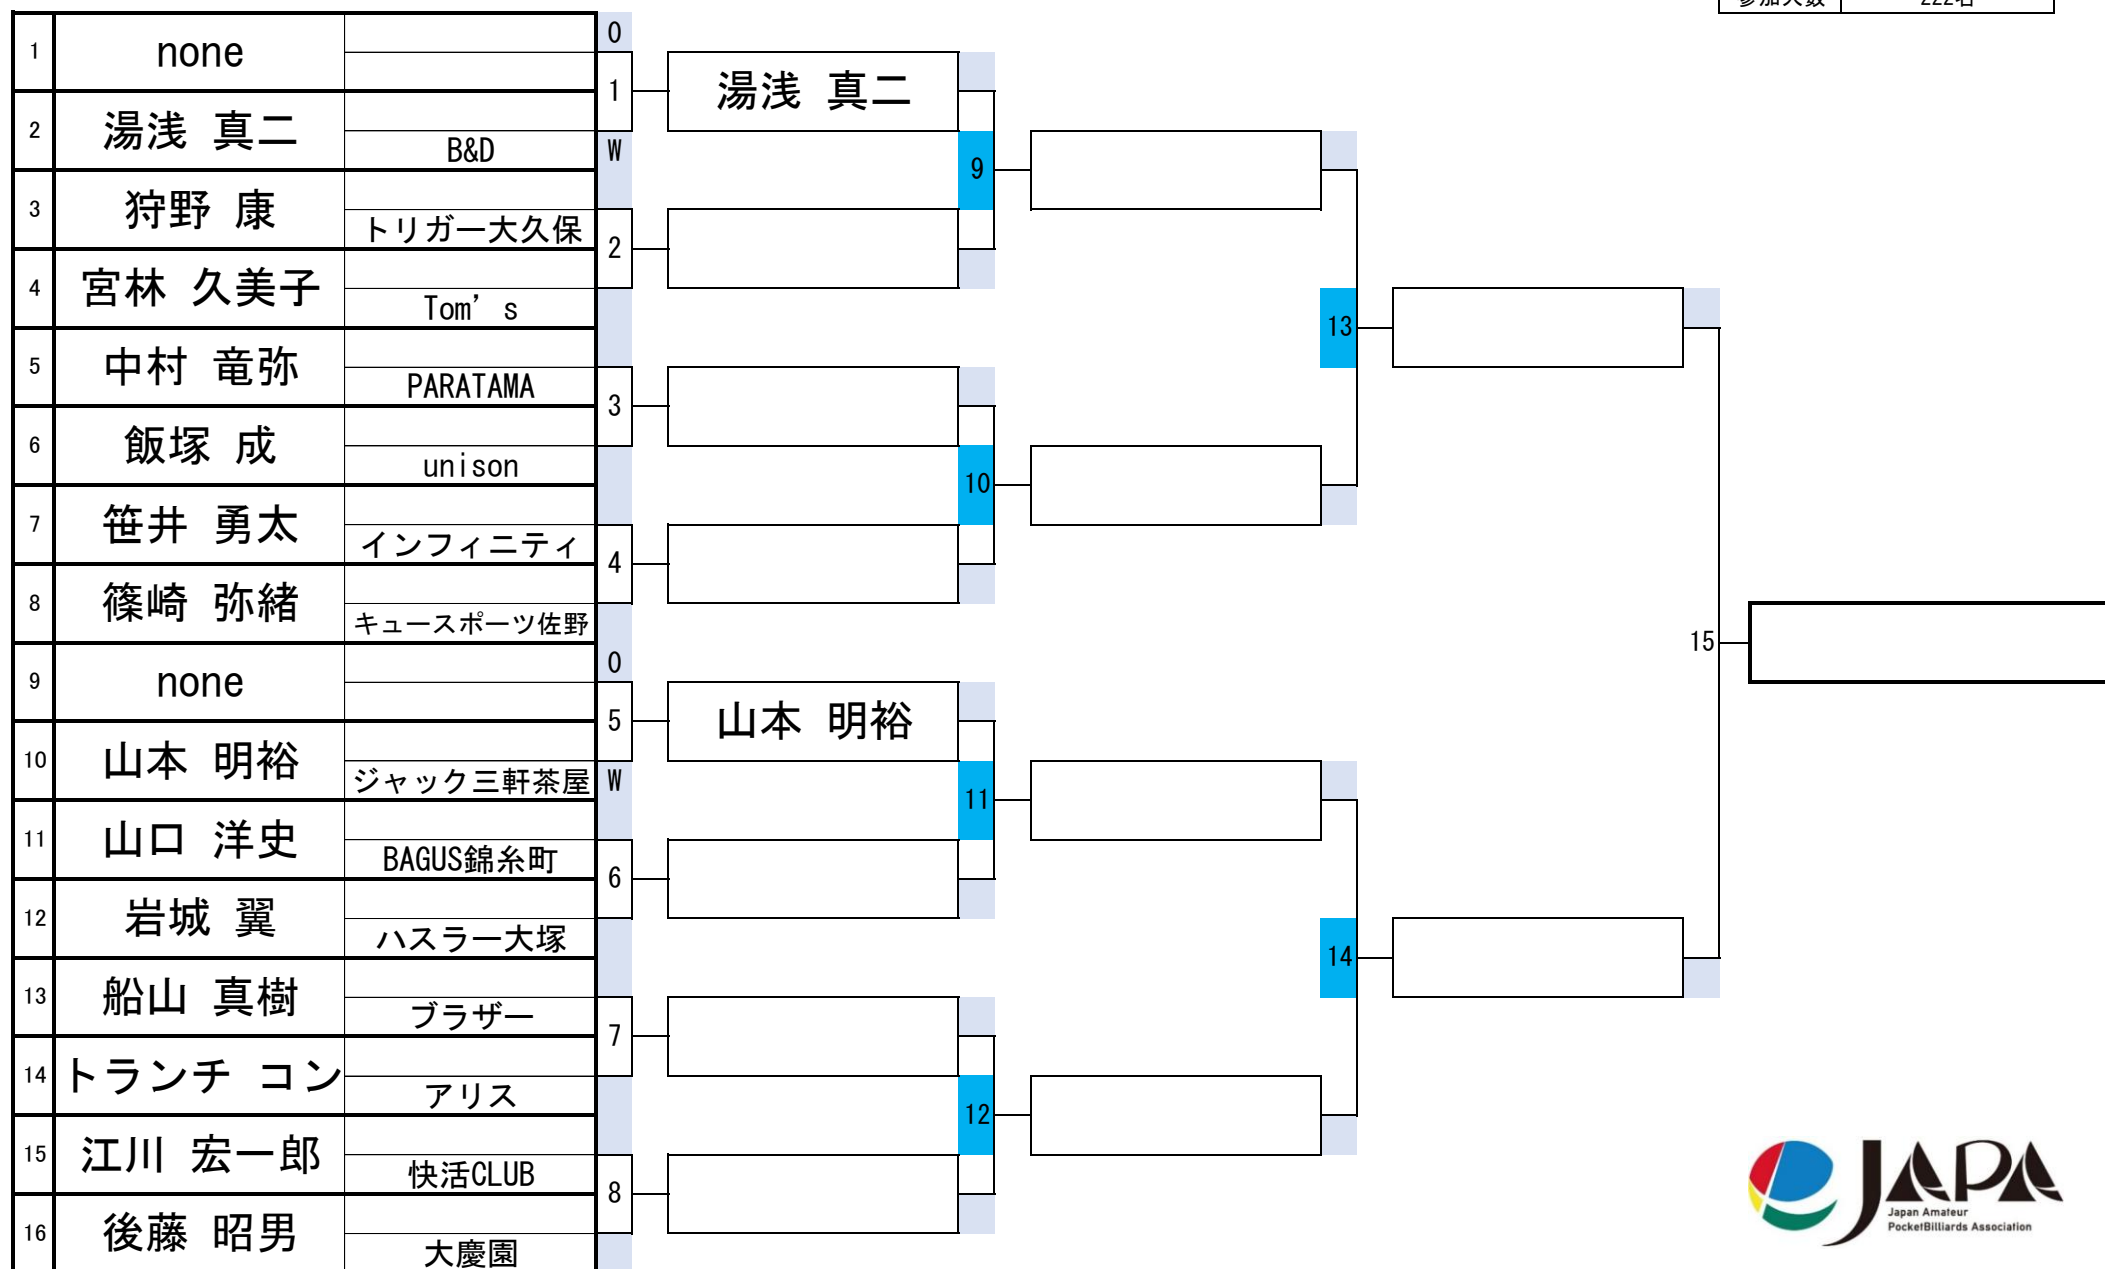 参加人数 222名
1 none 0
1 湯浅 真二
2 湯浅 真二 B&D W
9
3 狩野 康 トリガー大久保
2
4 宮林 久美子 Tom's
13
5 中村 竜弥 PARATAMA
3
6 飯塚 成 unison
10
7 笹井 勇太 インフィニティ
4
8 篠崎 弥緒 キュースポーツ佐野
15
9 none 0
5 山本 明裕
10 山本 明裕 ジャック三軒茶屋 W
11
11 山口 洋史 BAGUS錦糸町
6
12 岩城 翼 ハスラー大塚
14
13 船山 真樹 ブラザー
7
14 トランチ コン アリス
12
15 江川 宏一郎 快活CLUB
8
16 後藤 昭男 大慶園
JAPA
Japan Amateur
PocketBilliards Association